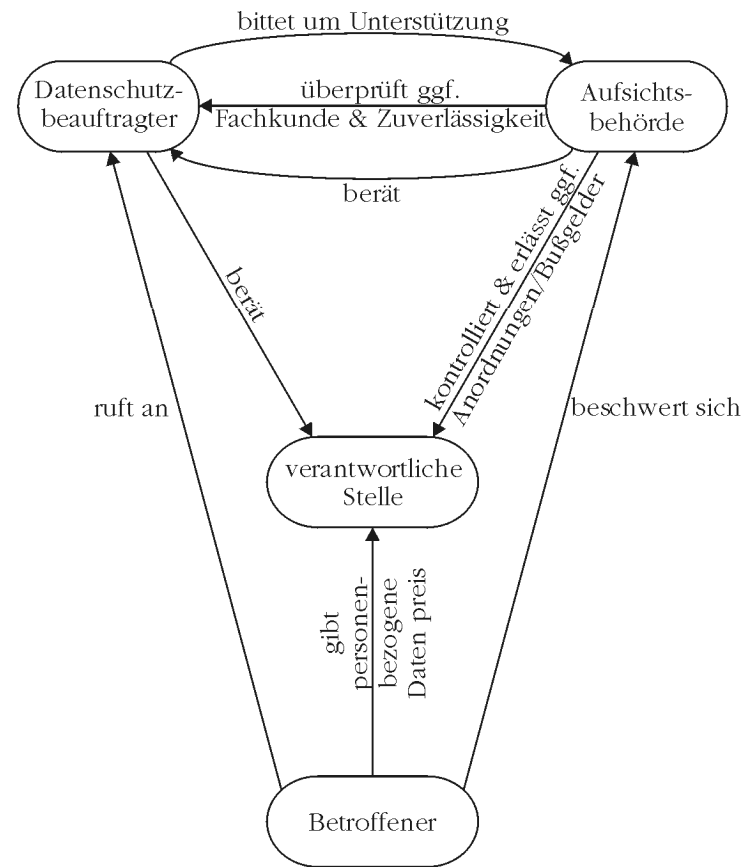 bittet um Unterstützung
Datenschutz-
beauftragter
überprüft ggf.
Fachkunde & Zuverlässigkeit
Aufsichts-
behörde
berät
berät
kontrolliert & erlässt ggf.
Anordnungen/Bußgelder
ruft an
beschwert sich
verantwortliche
Stelle
gibt
personen-
bezogene
Daten preis
Betroffener